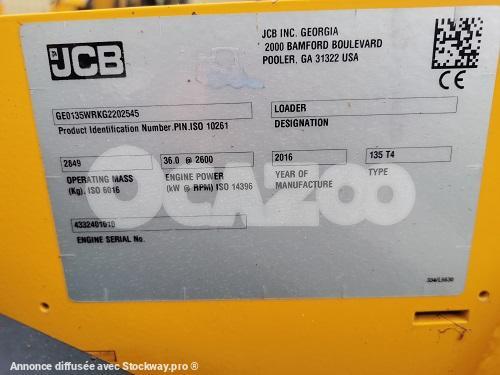 JCB
JCB INC. GEORGIA
2000 BAMFORD BOULEVARD
POOLER, GA 31322 USA
CE
GE0135WRKG2202545
Product Identification Number.PIN.ISO 10261
LOADER
DESIGNATION
2849
OPERATING MASS
(Kg). ISO 6016
36.0 @ 2600
ENGINE POWER
(kW @ RPM) ISO 14396
2016
YEAR OF
MANUFACTURE
135 T4
TYPE
OCAZOO
ENGINE SERIAL No.
Annonce diffusée avec Stockway.pro ®